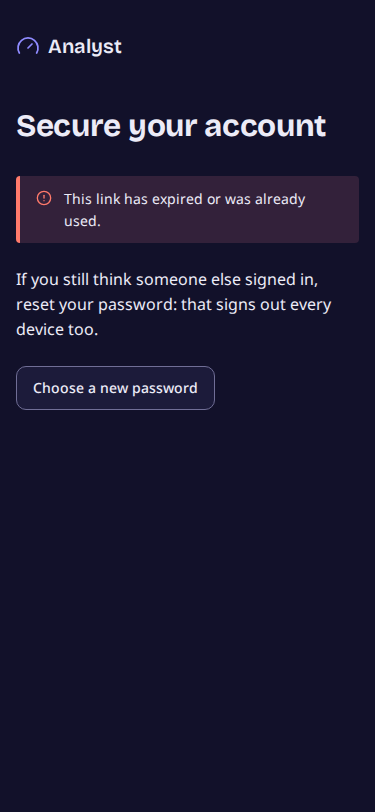 Analyst
Secure your account
This link has expired or was already
used.
If you still think someone else signed in,
reset your password: that signs out every
device too.
Choose a new password